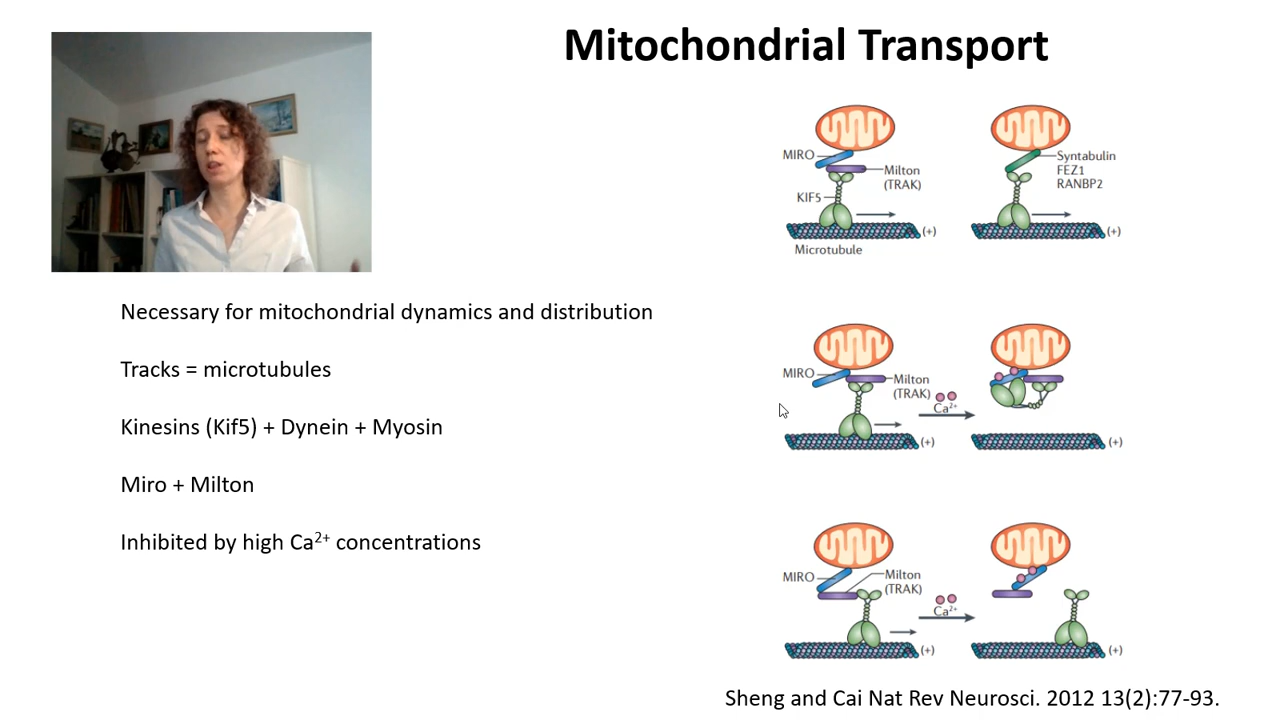 Mitochondrial Transport
Necessary for mitochondrial dynamics and distribution
Tracks = microtubules
Kinesins (Kif5) + Dynein + Myosin
Miro + Milton
Inhibited by high Ca²⁺ concentrations
MIRO
Milton
(TRAK)
KIF5
(+)
Microtubule
Syntabulin
FEZ1
RANBP2
(+)
MIRO
Milton
(TRAK)
Ca²⁺
(+)
(+)
MIRO
Milton
(TRAK)
Ca²⁺
(+)
(+)
Sheng and Cai Nat Rev Neurosci. 2012 13(2):77-93.